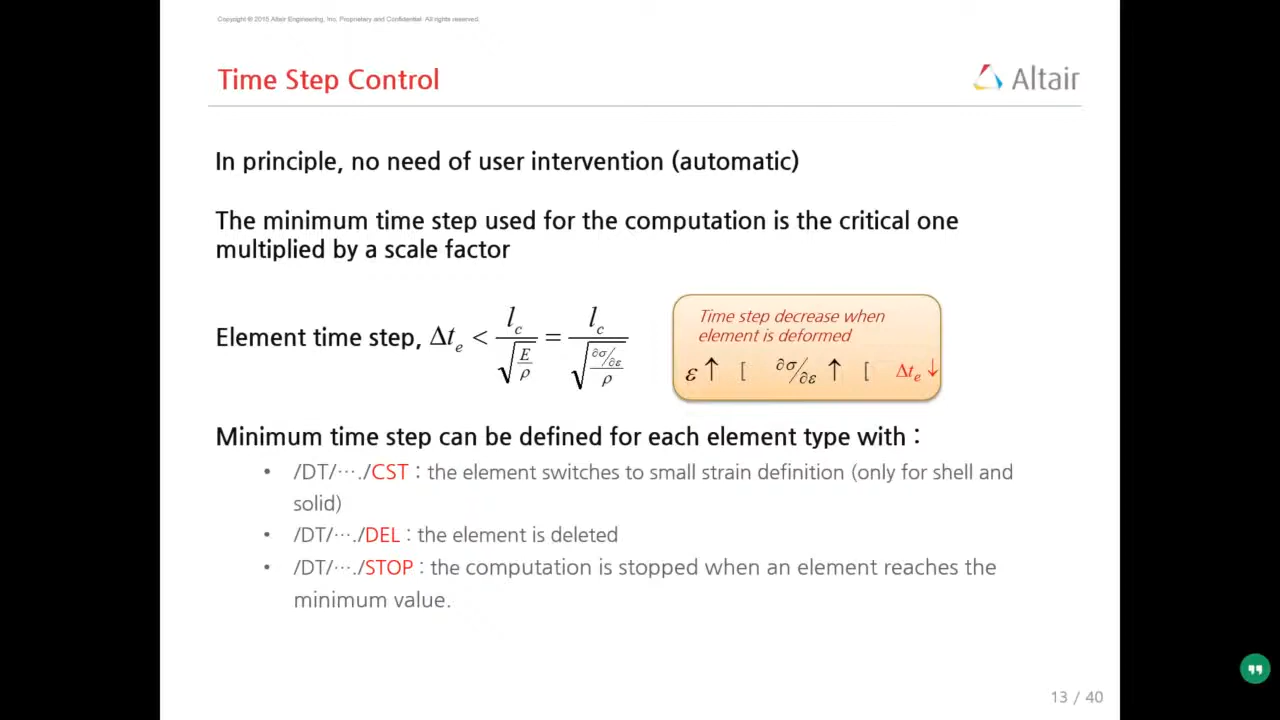 Copyright © 2015 Altair Engineering, Inc. Proprietary and Confidential. All rights reserved.
Time Step Control
Altair
In principle, no need of user intervention (automatic)
The minimum time step used for the computation is the critical one
multiplied by a scale factor
Element time step, Δtₑ < l_c / √(E/ρ) = l_c / √((∂σ/∂ε)/ρ)
Time step decrease when
element is deformed
ε ↑ [ ∂σ/∂ε ↑ [ Δtₑ ↓
Minimum time step can be defined for each element type with :
• /DT/…./CST : the element switches to small strain definition (only for shell and
solid)
• /DT/…./DEL : the element is deleted
• /DT/…./STOP : the computation is stopped when an element reaches the
minimum value.
13 / 40